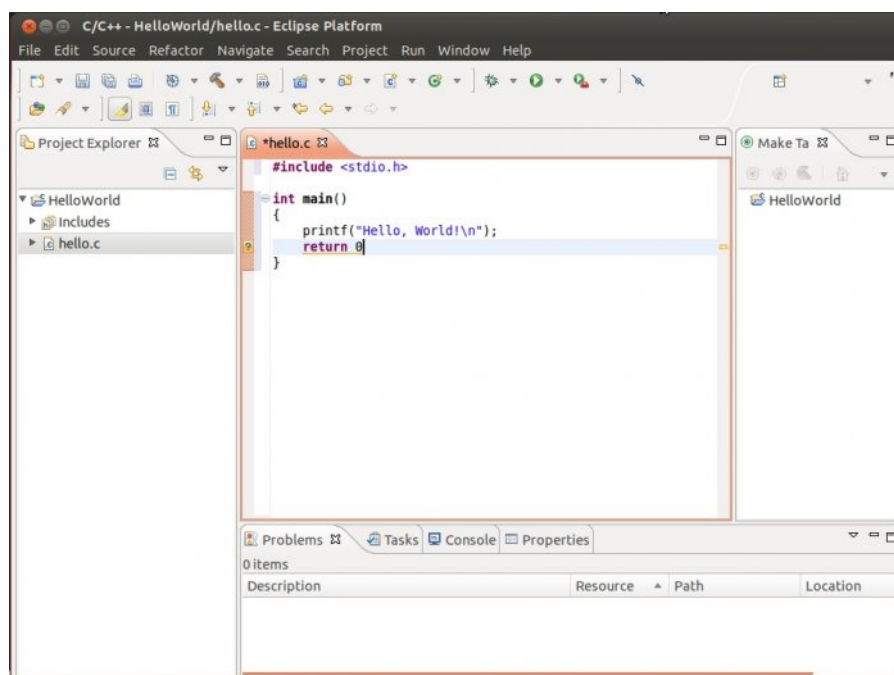 C/C++ - HelloWorld/hello.c - Eclipse Platform
File Edit Source Refactor Navigate Search Project Run Window Help
Project Explorer
HelloWorld
Includes
hello.c
*hello.c
#include <stdio.h>
int main()
{
printf("Hello, World!\n");
return 0
}
Make Ta
HelloWorld
Problems Tasks Console Properties
0 items
Description Resource Path Location